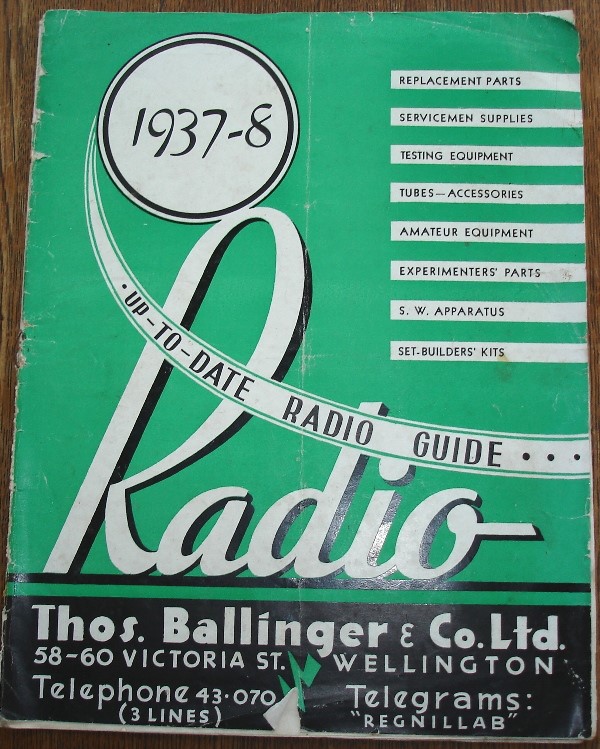 1937-8
REPLACEMENT PARTS
SERVICEMEN SUPPLIES
TESTING EQUIPMENT
TUBES—ACCESSORIES
AMATEUR EQUIPMENT
EXPERIMENTERS' PARTS
S. W. APPARATUS
SET-BUILDERS' KITS
• UP-TO-DATE RADIO GUIDE • • •
Radio
Thos. Ballinger & Co. Ltd.
58-60 VICTORIA ST. WELLINGTON
Telephone 43·070 Telegrams:
(3 LINES) "REGNILLAB"